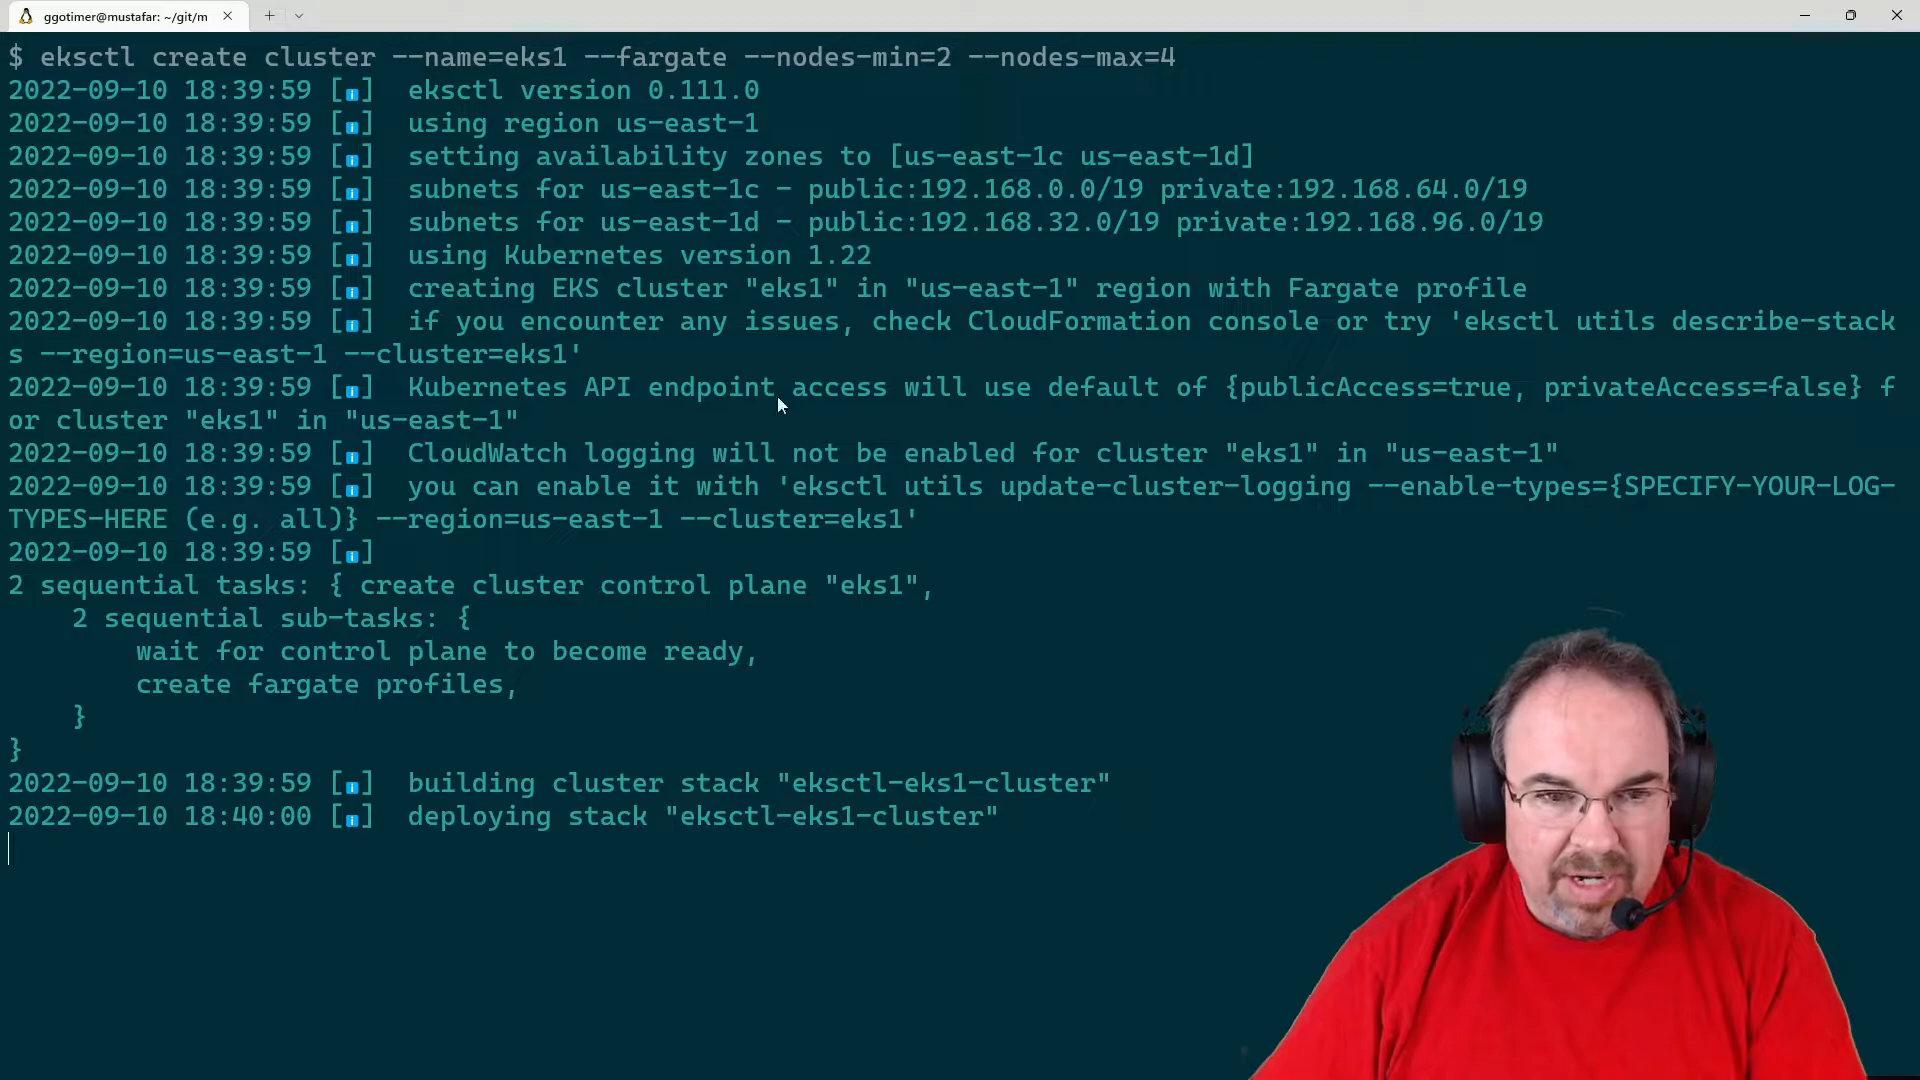 ggotimer@mustafar: ~/git/m
$ eksctl create cluster --name=eks1 --fargate --nodes-min=2 --nodes-max=4
2022-09-10 18:39:59 [i]  eksctl version 0.111.0
2022-09-10 18:39:59 [i]  using region us-east-1
2022-09-10 18:39:59 [i]  setting availability zones to [us-east-1c us-east-1d]
2022-09-10 18:39:59 [i]  subnets for us-east-1c - public:192.168.0.0/19 private:192.168.64.0/19
2022-09-10 18:39:59 [i]  subnets for us-east-1d - public:192.168.32.0/19 private:192.168.96.0/19
2022-09-10 18:39:59 [i]  using Kubernetes version 1.22
2022-09-10 18:39:59 [i]  creating EKS cluster "eks1" in "us-east-1" region with Fargate profile
2022-09-10 18:39:59 [i]  if you encounter any issues, check CloudFormation console or try 'eksctl utils describe-stack
s --region=us-east-1 --cluster=eks1'
2022-09-10 18:39:59 [i]  Kubernetes API endpoint access will use default of {publicAccess=true, privateAccess=false} f
or cluster "eks1" in "us-east-1"
2022-09-10 18:39:59 [i]  CloudWatch logging will not be enabled for cluster "eks1" in "us-east-1"
2022-09-10 18:39:59 [i]  you can enable it with 'eksctl utils update-cluster-logging --enable-types={SPECIFY-YOUR-LOG-
TYPES-HERE (e.g. all)} --region=us-east-1 --cluster=eks1'
2022-09-10 18:39:59 [i]
2 sequential tasks: { create cluster control plane "eks1",
    2 sequential sub-tasks: {
        wait for control plane to become ready,
        create fargate profiles,
    }
}
2022-09-10 18:39:59 [i]  building cluster stack "eksctl-eks1-cluster"
2022-09-10 18:40:00 [i]  deploying stack "eksctl-eks1-cluster"